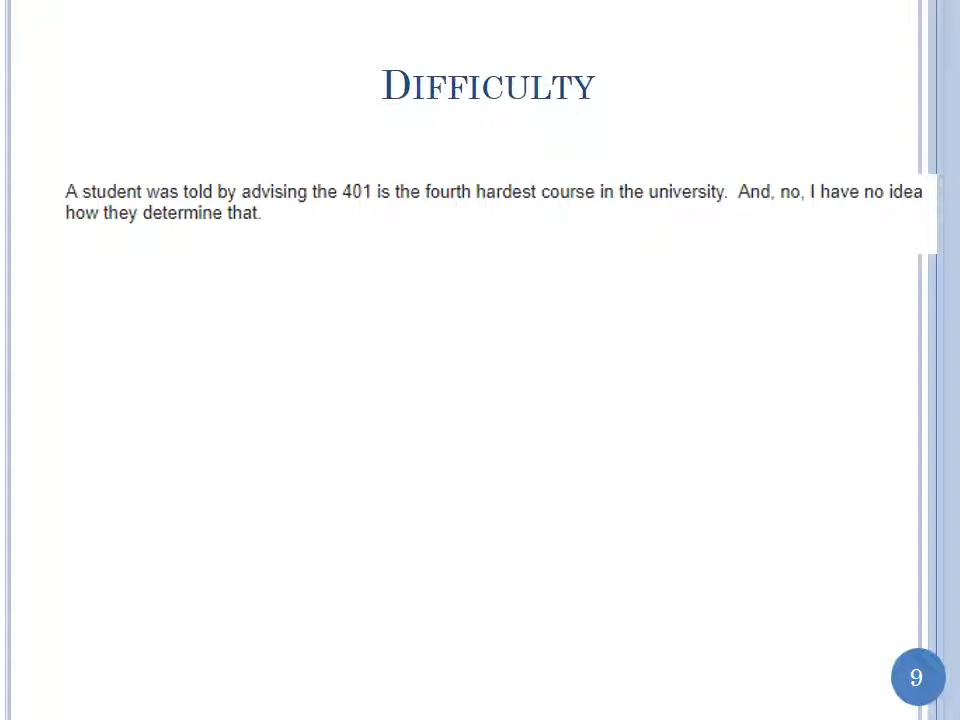 DIFFICULTY
A student was told by advising the 401 is the fourth hardest course in the university.  And, no, I have no idea
how they determine that.
9